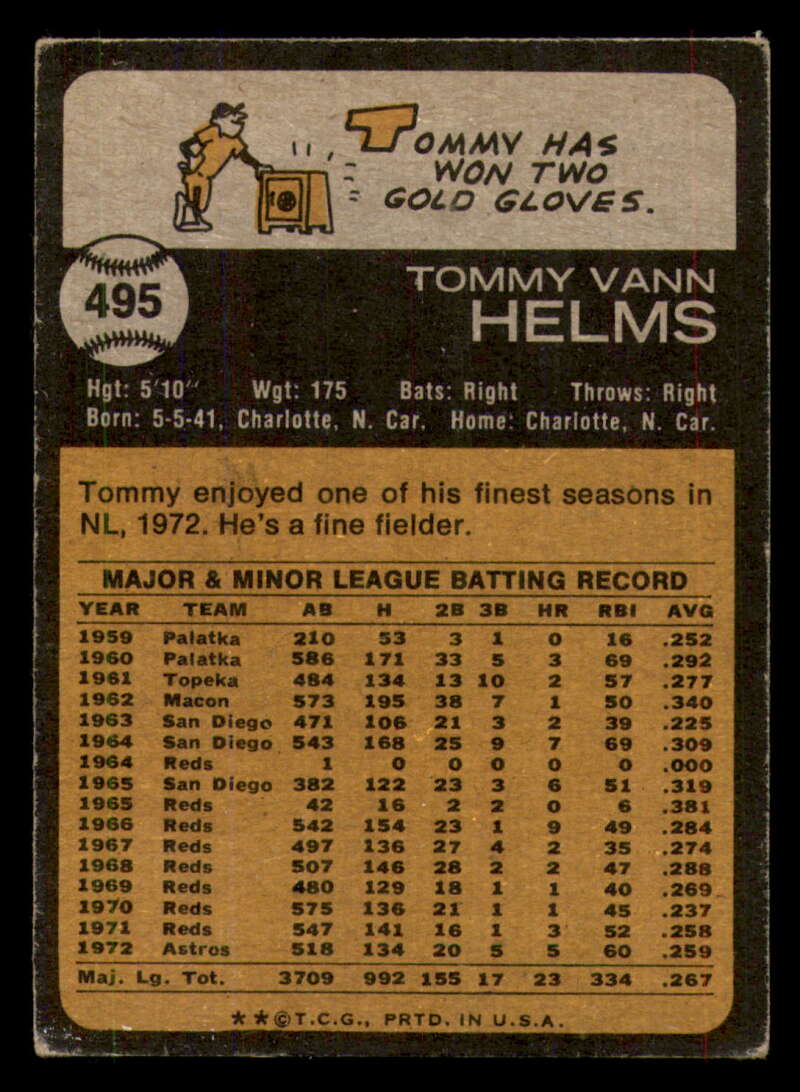 TOMMY HAS
WON TWO
GOLD GLOVES.
495
TOMMY VANN
HELMS
Hgt: 5'10" Wgt: 175 Bats: Right Throws: Right
Born: 5-5-41, Charlotte, N. Car. Home: Charlotte, N. Car.
Tommy enjoyed one of his finest seasons in
NL, 1972. He's a fine fielder.
MAJOR & MINOR LEAGUE BATTING RECORD
YEAR TEAM AB H 2B 3B HR RBI AVG
1959 Palatka 210 53 3 1 0 16 .252
1960 Palatka 586 171 33 5 3 69 .292
1961 Topeka 484 134 13 10 2 57 .277
1962 Macon 573 195 38 7 1 50 .340
1963 San Diego 471 106 21 3 2 39 .225
1964 San Diego 543 168 25 9 7 69 .309
1964 Reds 1 0 0 0 0 0 .000
1965 San Diego 382 122 23 3 6 51 .319
1965 Reds 42 16 2 2 0 6 .381
1966 Reds 542 154 23 1 9 49 .284
1967 Reds 497 136 27 4 2 35 .274
1968 Reds 507 146 28 2 2 47 .288
1969 Reds 480 129 18 1 1 40 .269
1970 Reds 575 136 21 1 1 45 .237
1971 Reds 547 141 16 1 3 52 .258
1972 Astros 518 134 20 5 5 60 .259
Maj. Lg. Tot. 3709 992 155 17 23 334 .267
**©T.C.G., PRTD. IN U.S.A.